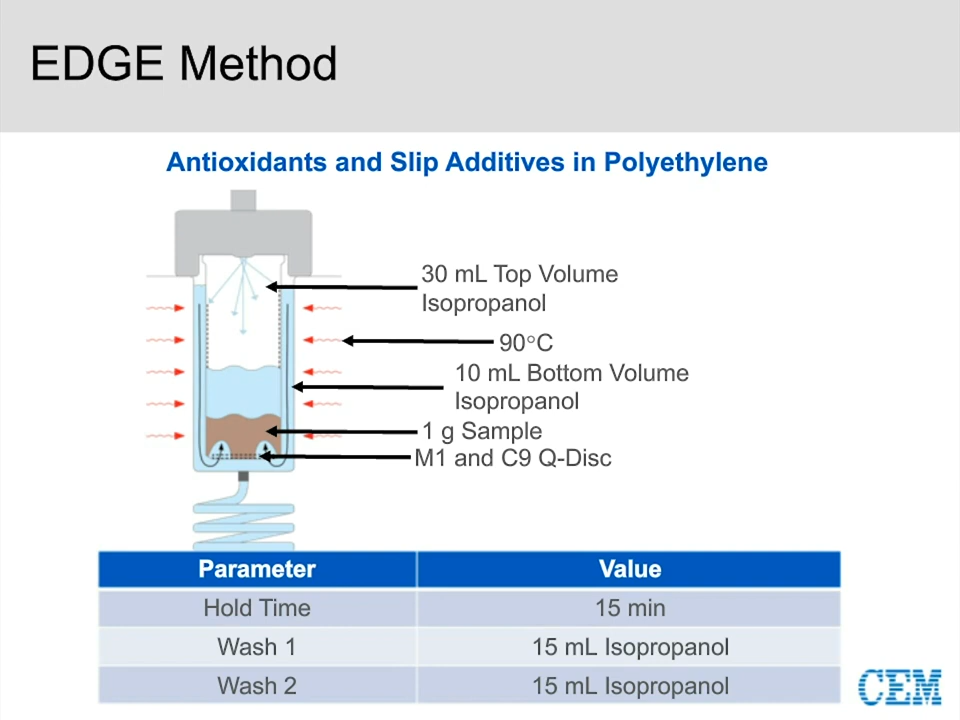 EDGE Method
Antioxidants and Slip Additives in Polyethylene
30 mL Top Volume
Isopropanol
90°C
10 mL Bottom Volume
Isopropanol
1 g Sample
M1 and C9 Q-Disc
Parameter Value
Hold Time 15 min
Wash 1 15 mL Isopropanol
Wash 2 15 mL Isopropanol
CEM